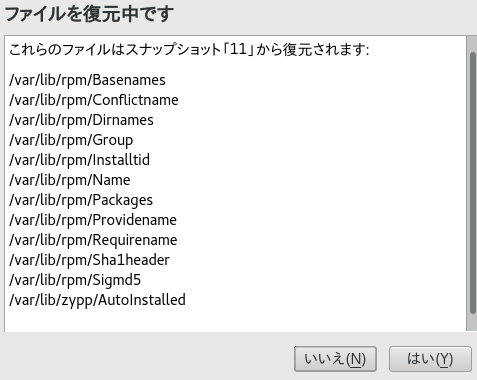 ファイルを復元中です
これらのファイルはスナップショット「11」から復元されます:
/var/lib/rpm/Basenames
/var/lib/rpm/Conflictname
/var/lib/rpm/Dirnames
/var/lib/rpm/Group
/var/lib/rpm/Installtid
/var/lib/rpm/Name
/var/lib/rpm/Packages
/var/lib/rpm/Providename
/var/lib/rpm/Requirename
/var/lib/rpm/Sha1header
/var/lib/rpm/Sigmd5
/var/lib/zypp/AutoInstalled
いいえ(N) はい(Y)